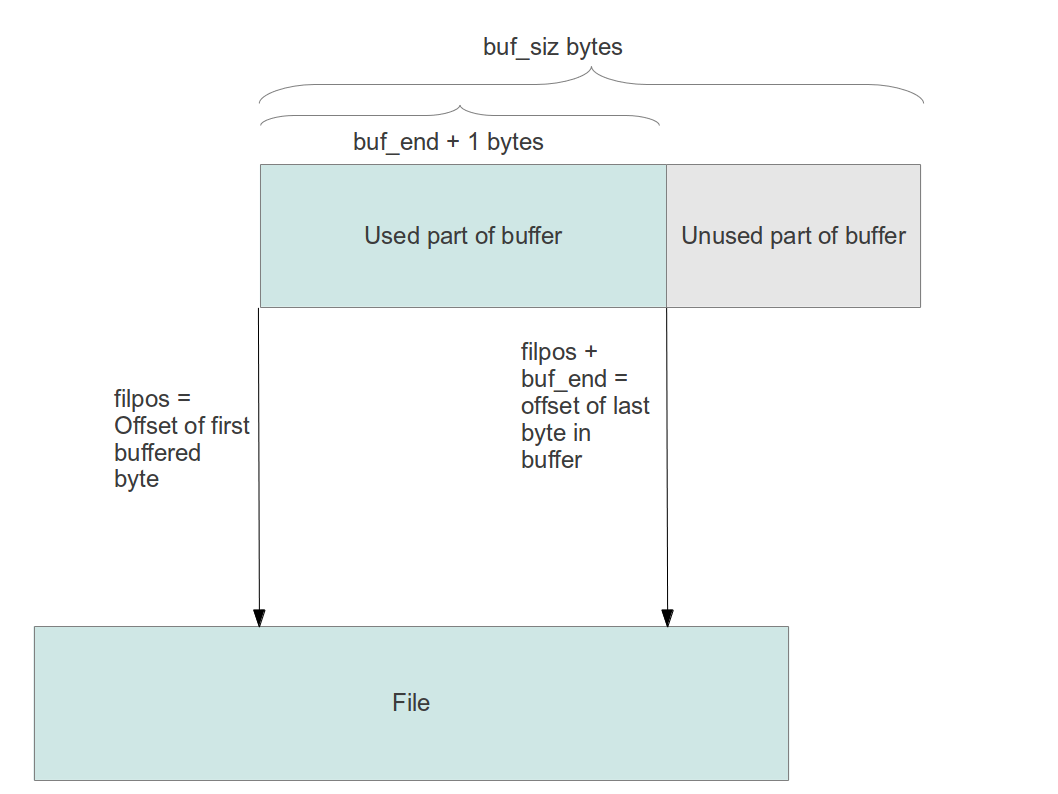 buf_siz bytes
buf_end + 1 bytes
Used part of buffer
Unused part of buffer
filpos +
buf_end =
offset of last
byte in
buffer
filpos =
Offset of first
buffered
byte
File